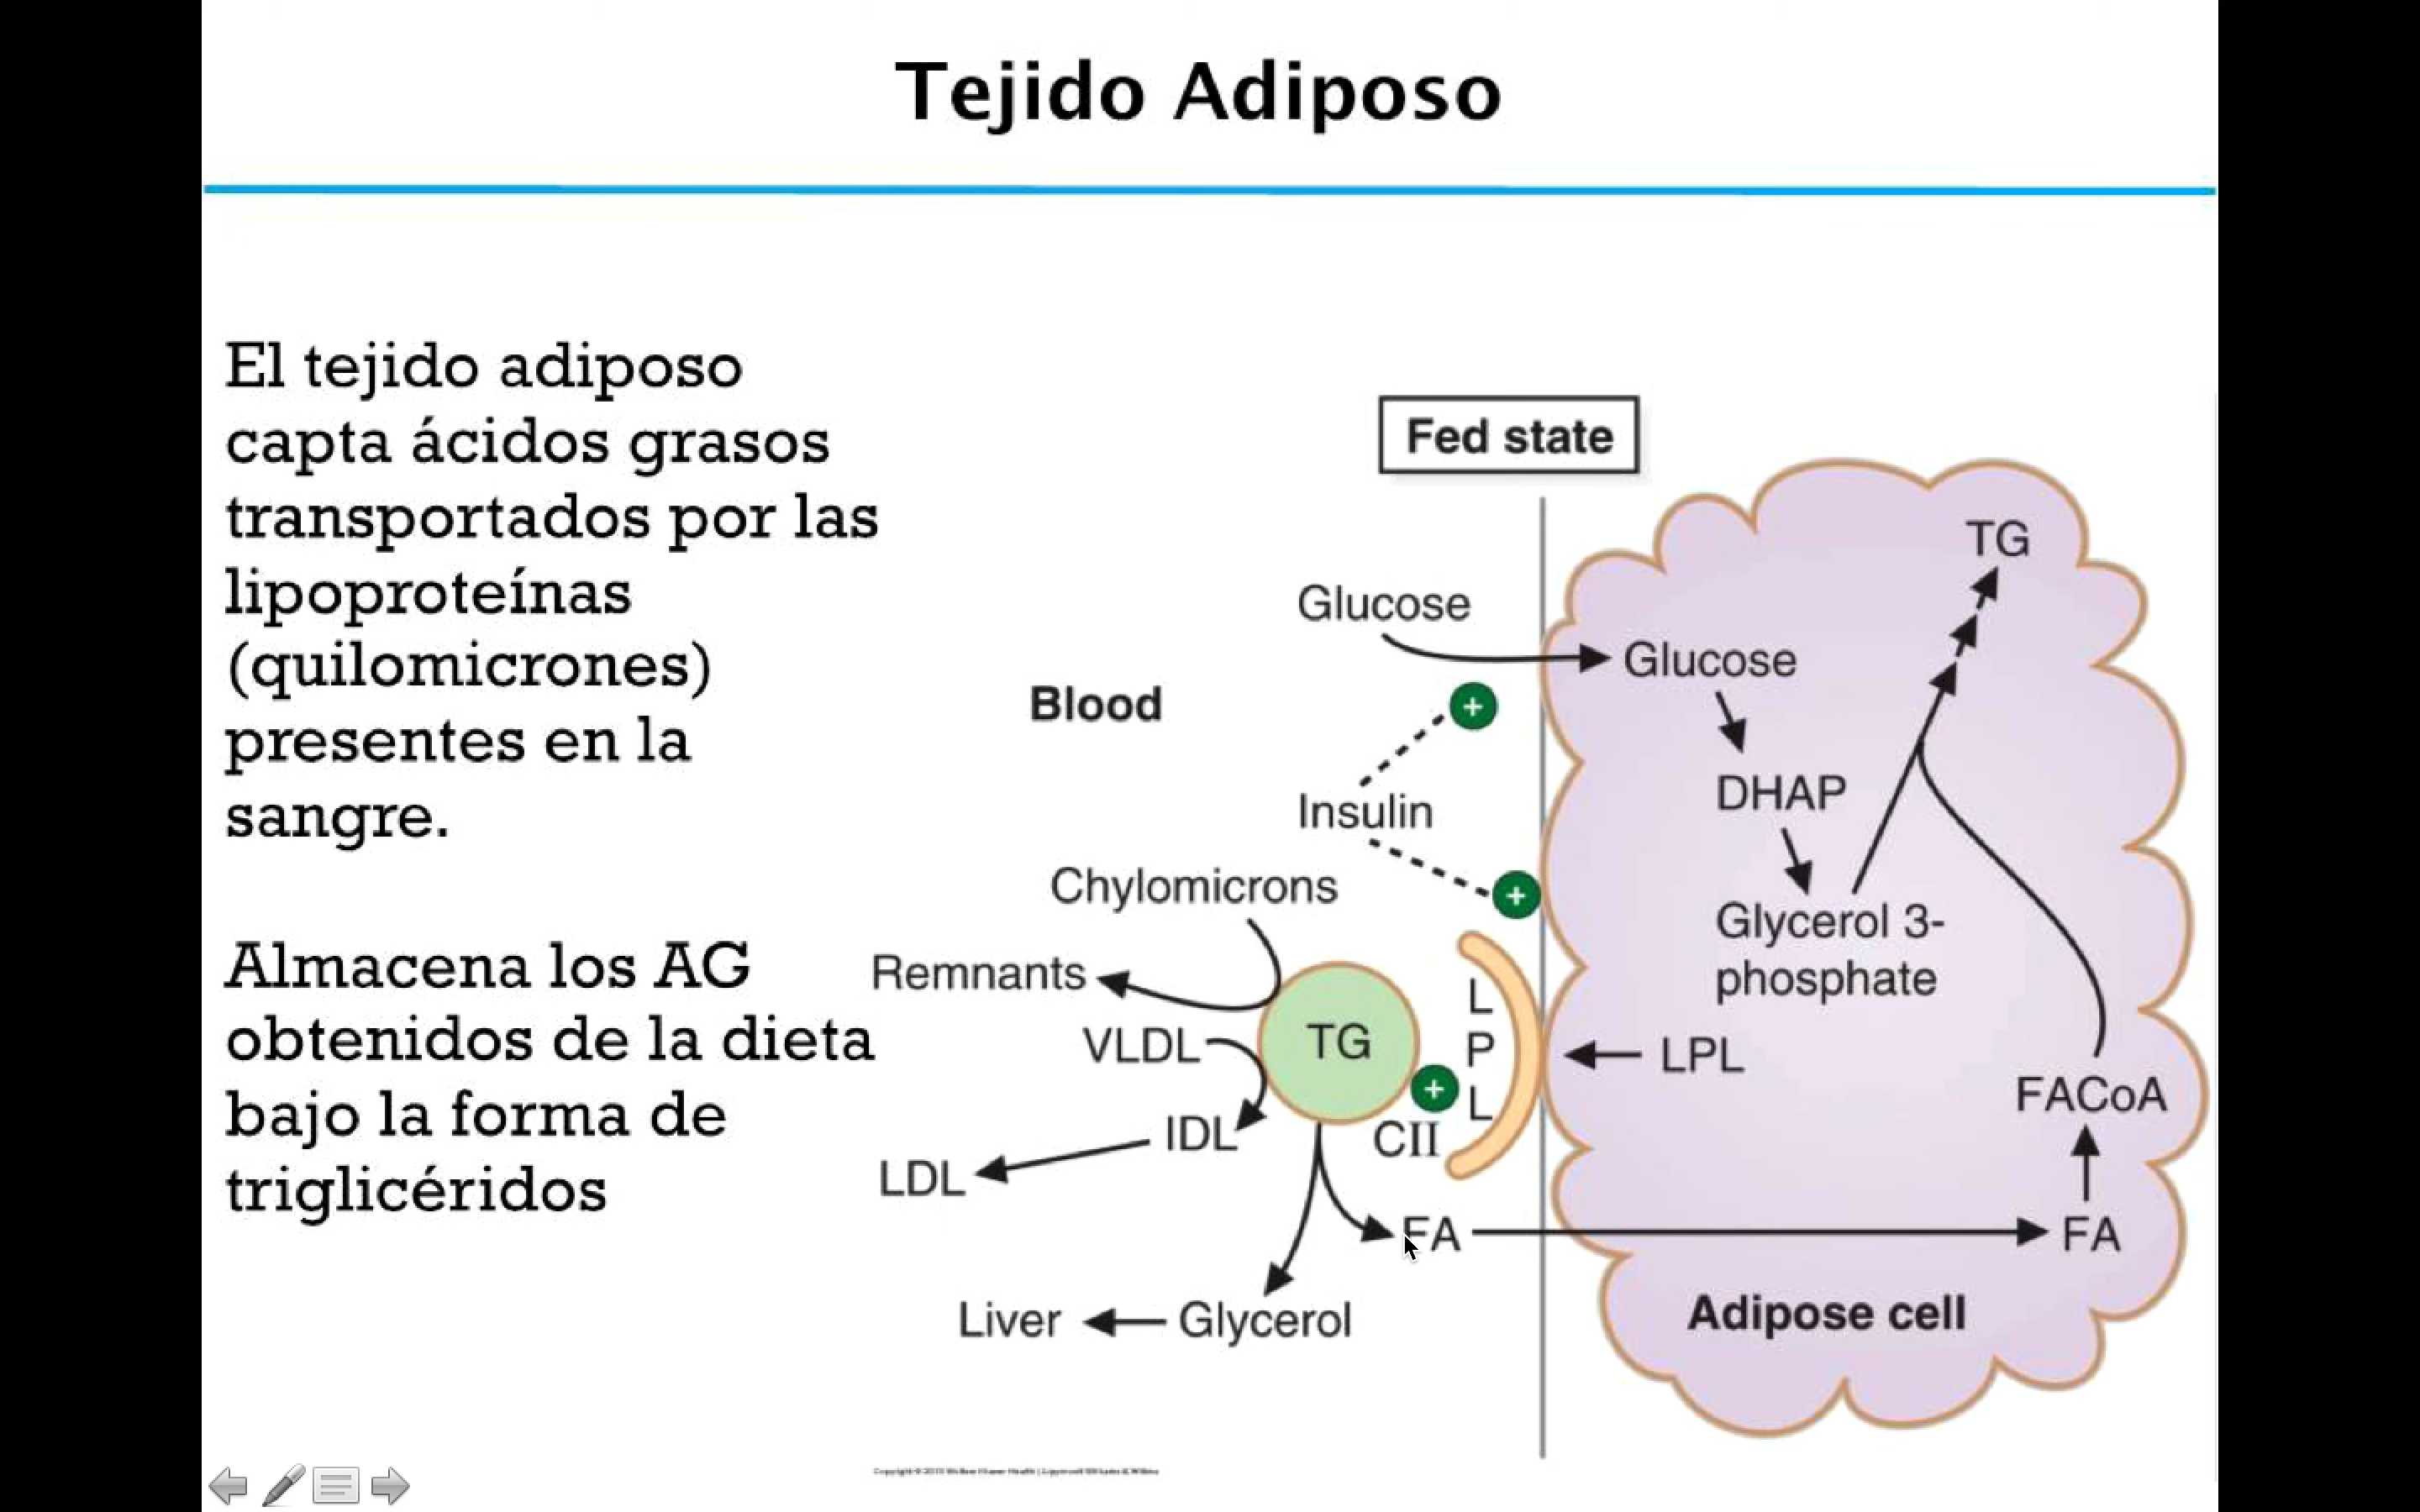 Tejido Adiposo
El tejido adiposo
capta ácidos grasos
transportados por las
lipoproteínas
(quilomicrones)
presentes en la
sangre.
Almacena los AG
obtenidos de la dieta
bajo la forma de
triglicéridos
Fed state
Blood
Glucose
Insulin
+
+
Chylomicrons
Remnants
VLDL
TG
IDL
LDL
+
CII
L
P
L
FA
Glycerol
Liver
Glucose
DHAP
Glycerol 3-
phosphate
TG
LPL
FACoA
FA
Adipose cell